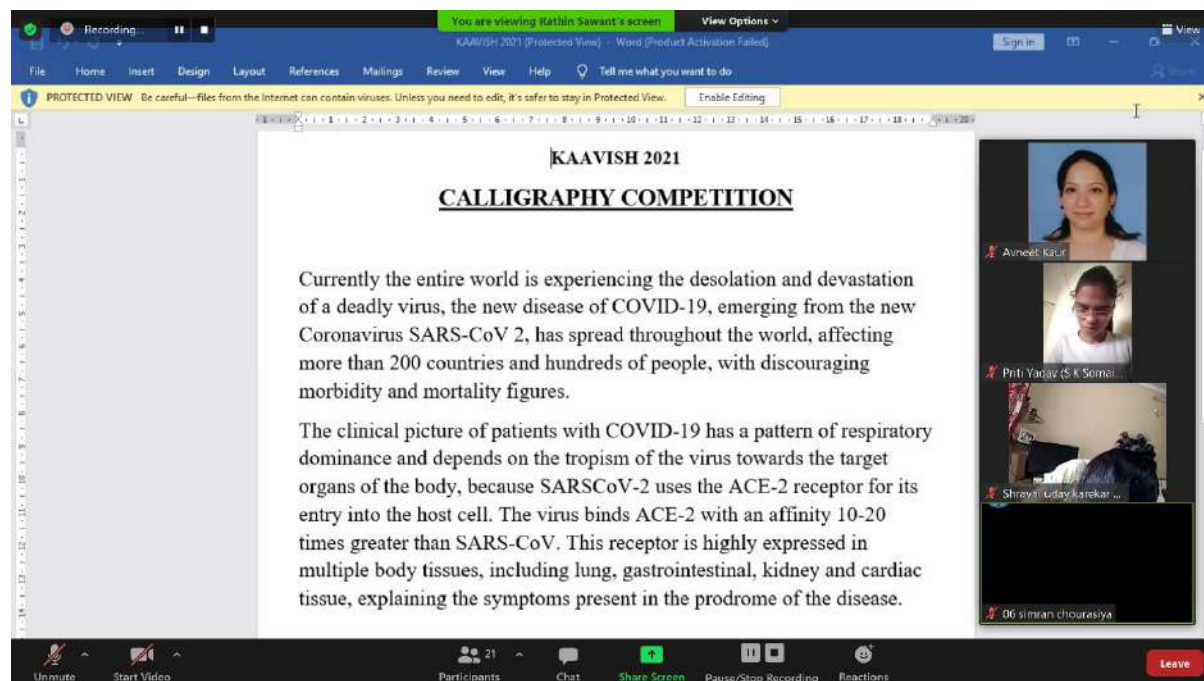 You are viewing Rathin Sawant's screen
View Options
Recording...
View
KAAVISH 2021 (Protected View) - Word (Product Activation Failed)
Sign in
File Home Insert Design Layout References Mailings Review View Help Tell me what you want to do
Share
PROTECTED VIEW Be careful—files from the Internet can contain viruses. Unless you need to edit, it's safer to stay in Protected View. Enable Editing
KAAVISH 2021
CALLIGRAPHY COMPETITION
Currently the entire world is experiencing the desolation and devastation
of a deadly virus, the new disease of COVID-19, emerging from the new
Coronavirus SARS-CoV 2, has spread throughout the world, affecting
more than 200 countries and hundreds of people, with discouraging
morbidity and mortality figures.
The clinical picture of patients with COVID-19 has a pattern of respiratory
dominance and depends on the tropism of the virus towards the target
organs of the body, because SARSCoV-2 uses the ACE-2 receptor for its
entry into the host cell. The virus binds ACE-2 with an affinity 10-20
times greater than SARS-CoV. This receptor is highly expressed in
multiple body tissues, including lung, gastrointestinal, kidney and cardiac
tissue, explaining the symptoms present in the prodrome of the disease.
Avneet Kaur
Priti Yadav (S K Somai...
Shravni uday karekar ...
06 simran chourasiya
Unmute Start Video Participants 21 Chat Share Screen Pause/Stop Recording Reactions Leave